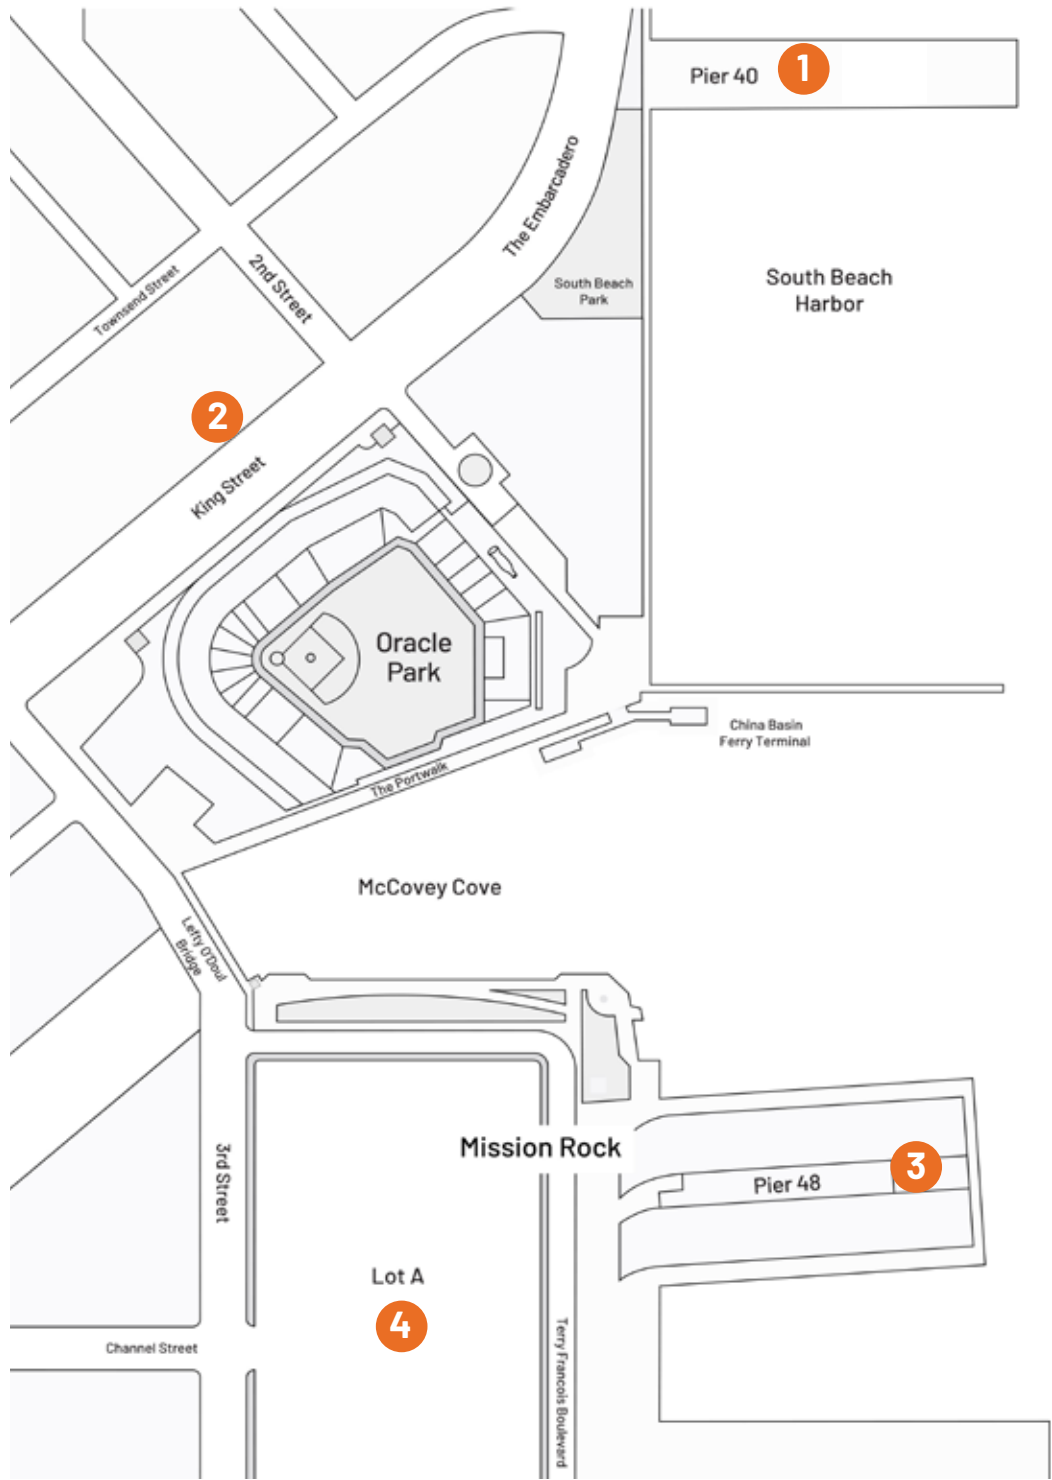 Pier 40
1
The Embarcadero
2nd Street
Townsend Street
South Beach
Park
South Beach
Harbor
2
King Street
Oracle
Park
China Basin
Ferry Terminal
The Portwalk
McCovey Cove
Lefty O'Doul
Bridge
Mission Rock
3rd Street
3
Pier 48
Lot A
4
Channel Street
Terry Francois Boulevard